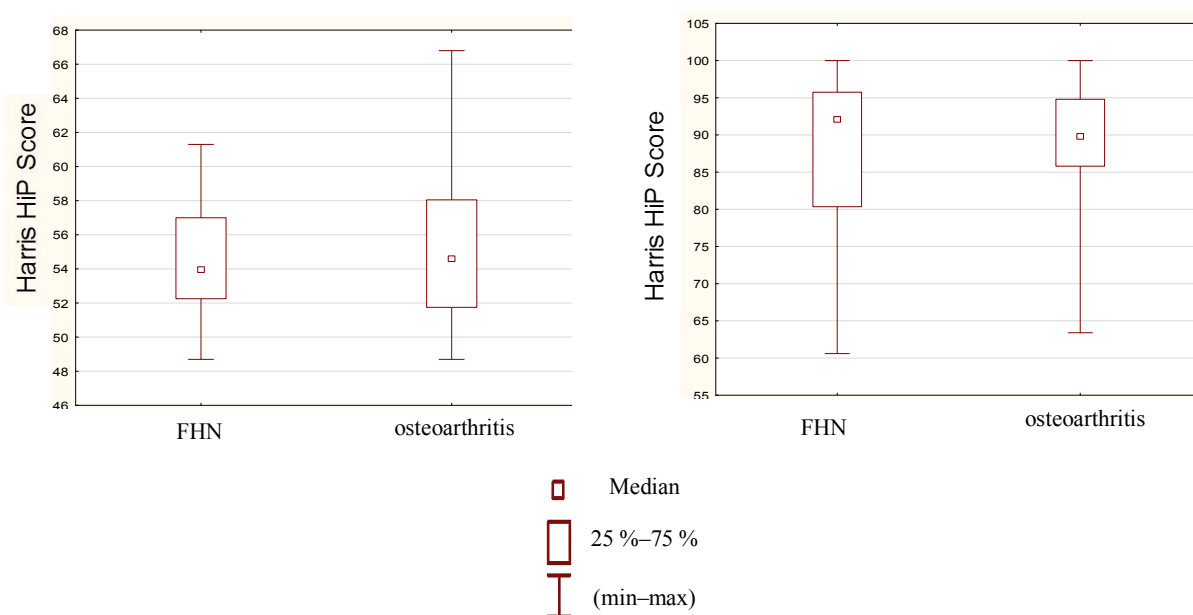 Harris HiP Score
68
66
64
62
60
58
56
54
52
50
48
46
FHN
osteoarthritis
Harris HiP Score
105
100
95
90
85
80
75
70
65
60
55
FHN
osteoarthritis
Median
25 %–75 %
(min–max)